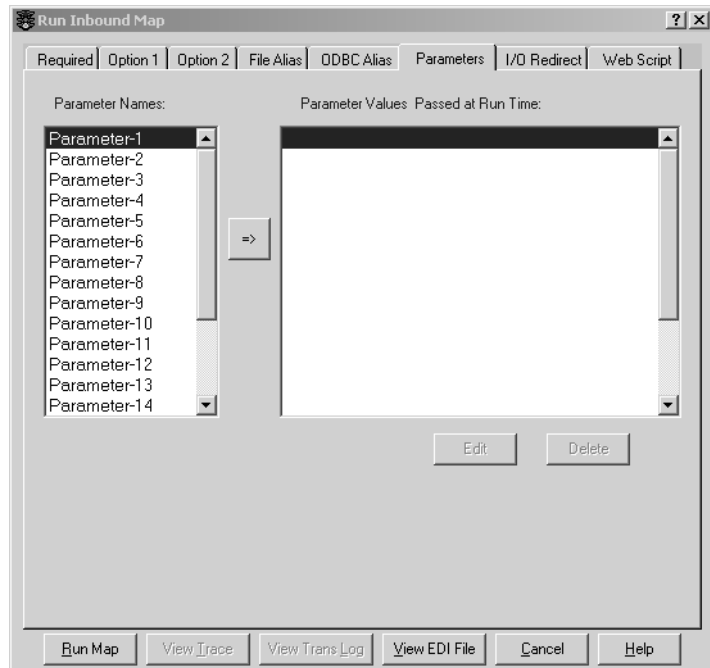 Run Inbound Map
Required Option 1 Option 2 File Alias ODBC Alias Parameters I/O Redirect Web Script
Parameter Names: Parameter Values Passed at Run Time:
Parameter-1
Parameter-2
Parameter-3
Parameter-4
Parameter-5
Parameter-6
=>
Parameter-7
Parameter-8
Parameter-9
Parameter-10
Parameter-11
Parameter-12
Parameter-13
Parameter-14
Edit Delete
Run Map View Trace View Trans Log View EDI File Cancel Help